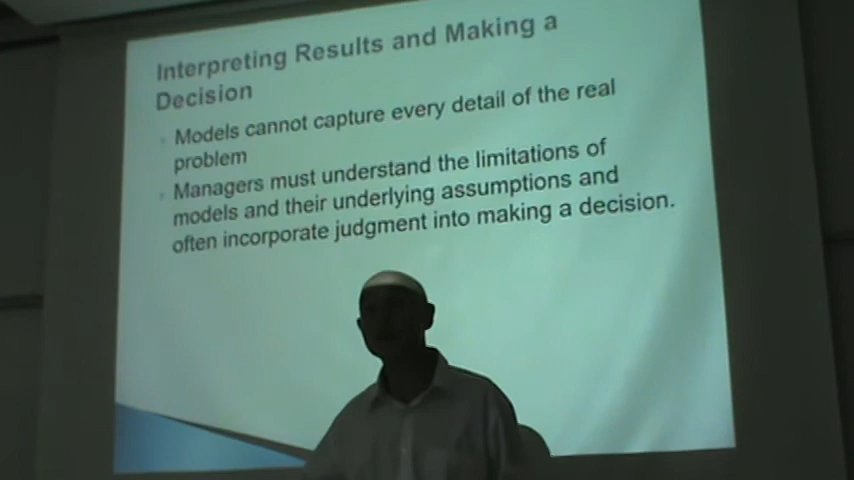 Interpreting Results and Making a
Decision
Models cannot capture every detail of the real
problem
Managers must understand the limitations of
models and their underlying assumptions and
often incorporate judgment into making a decision.